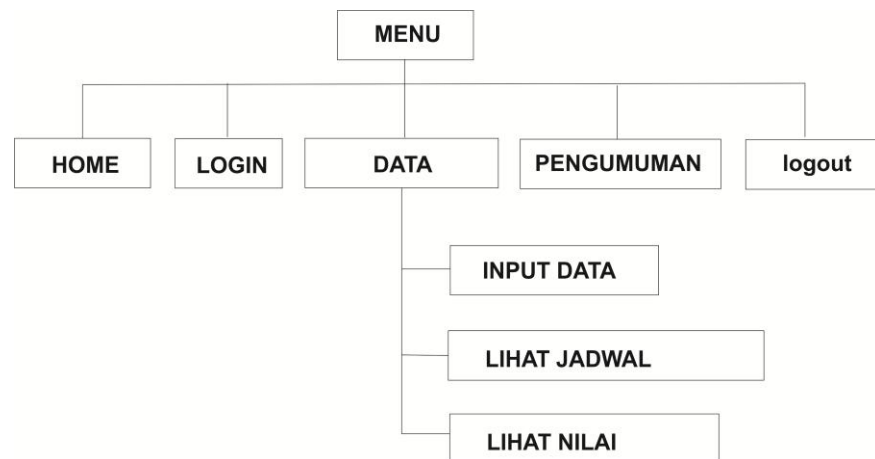 MENU
HOME
LOGIN
DATA
PENGUMUMAN
logout
INPUT DATA
LIHAT JADWAL
LIHAT NILAI